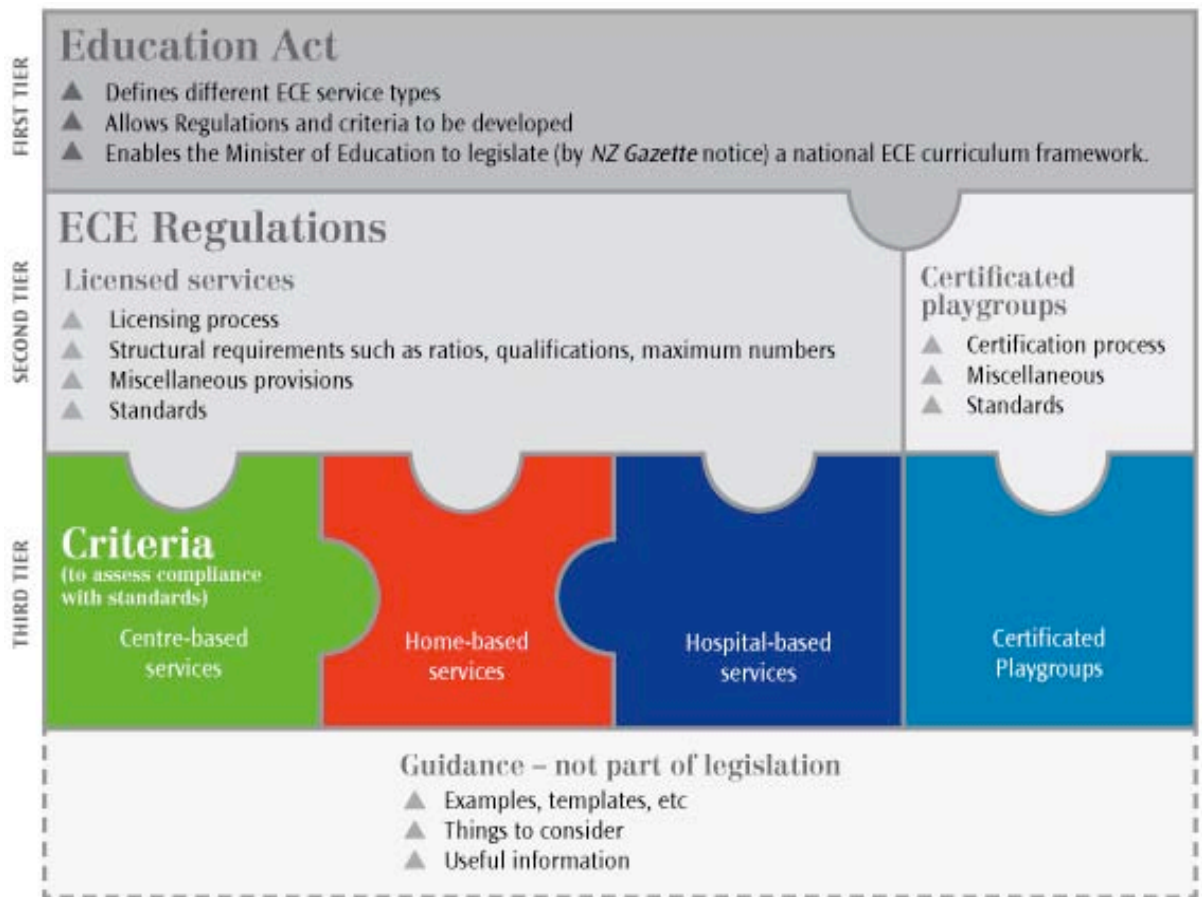 FIRST TIER
Education Act
Defines different ECE service types
Allows Regulations and criteria to be developed
Enables the Minister of Education to legislate (by NZ Gazette notice) a national ECE curriculum framework.
SECOND TIER
ECE Regulations
Licensed services
Licensing process
Structural requirements such as ratios, qualifications, maximum numbers
Miscellaneous provisions
Standards
Certificated
playgroups
Certification process
Miscellaneous
Standards
THIRD TIER
Criteria
(to assess compliance
with standards)
Centre-based
services
Home-based
services
Hospital-based
services
Certificated
Playgroups
Guidance – not part of legislation
Examples, templates, etc
Things to consider
Useful information